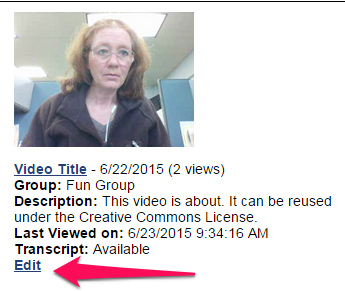 Video Title - 6/22/2015 (2 views)
Group: Fun Group
Description: This video is about. It can be reused
under the Creative Commons License.
Last Viewed on: 6/23/2015 9:34:16 AM
Transcript: Available
Edit